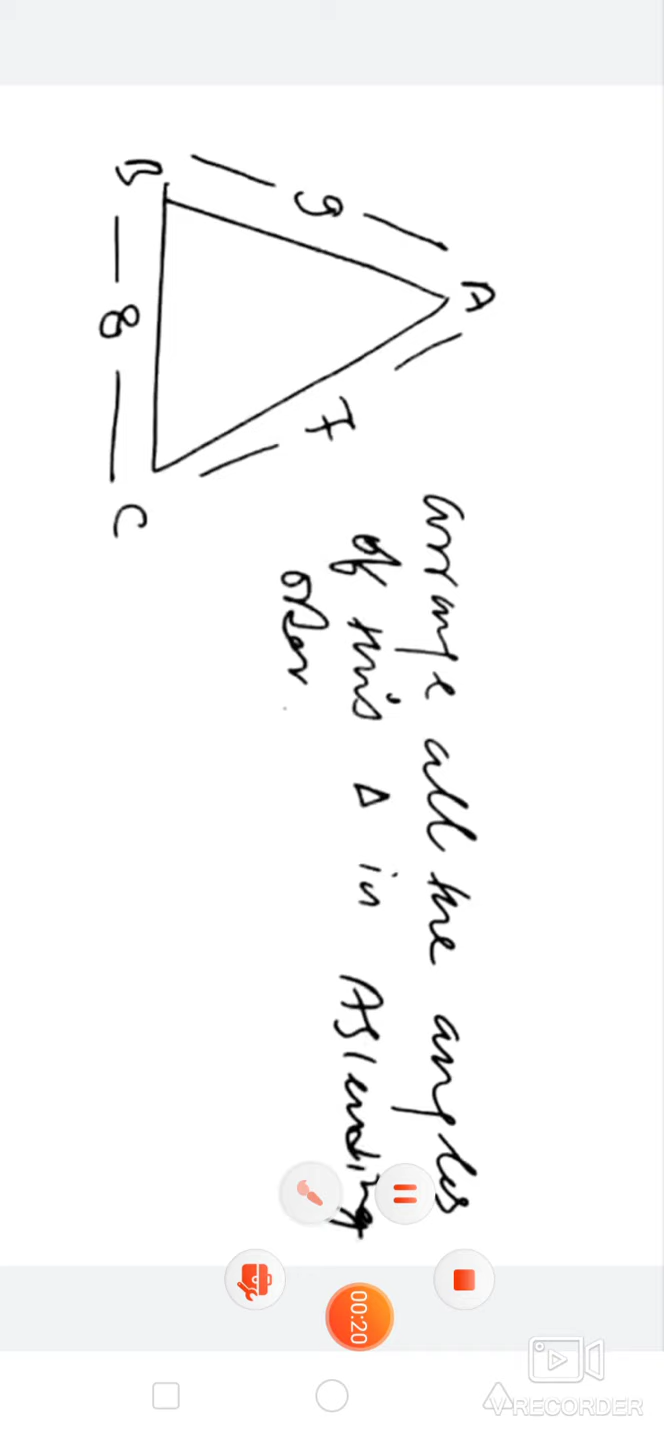 A
9
7
B
8
C
arrange all the angles
of this Δ in Ascending
order.
00:20
V RECORDER